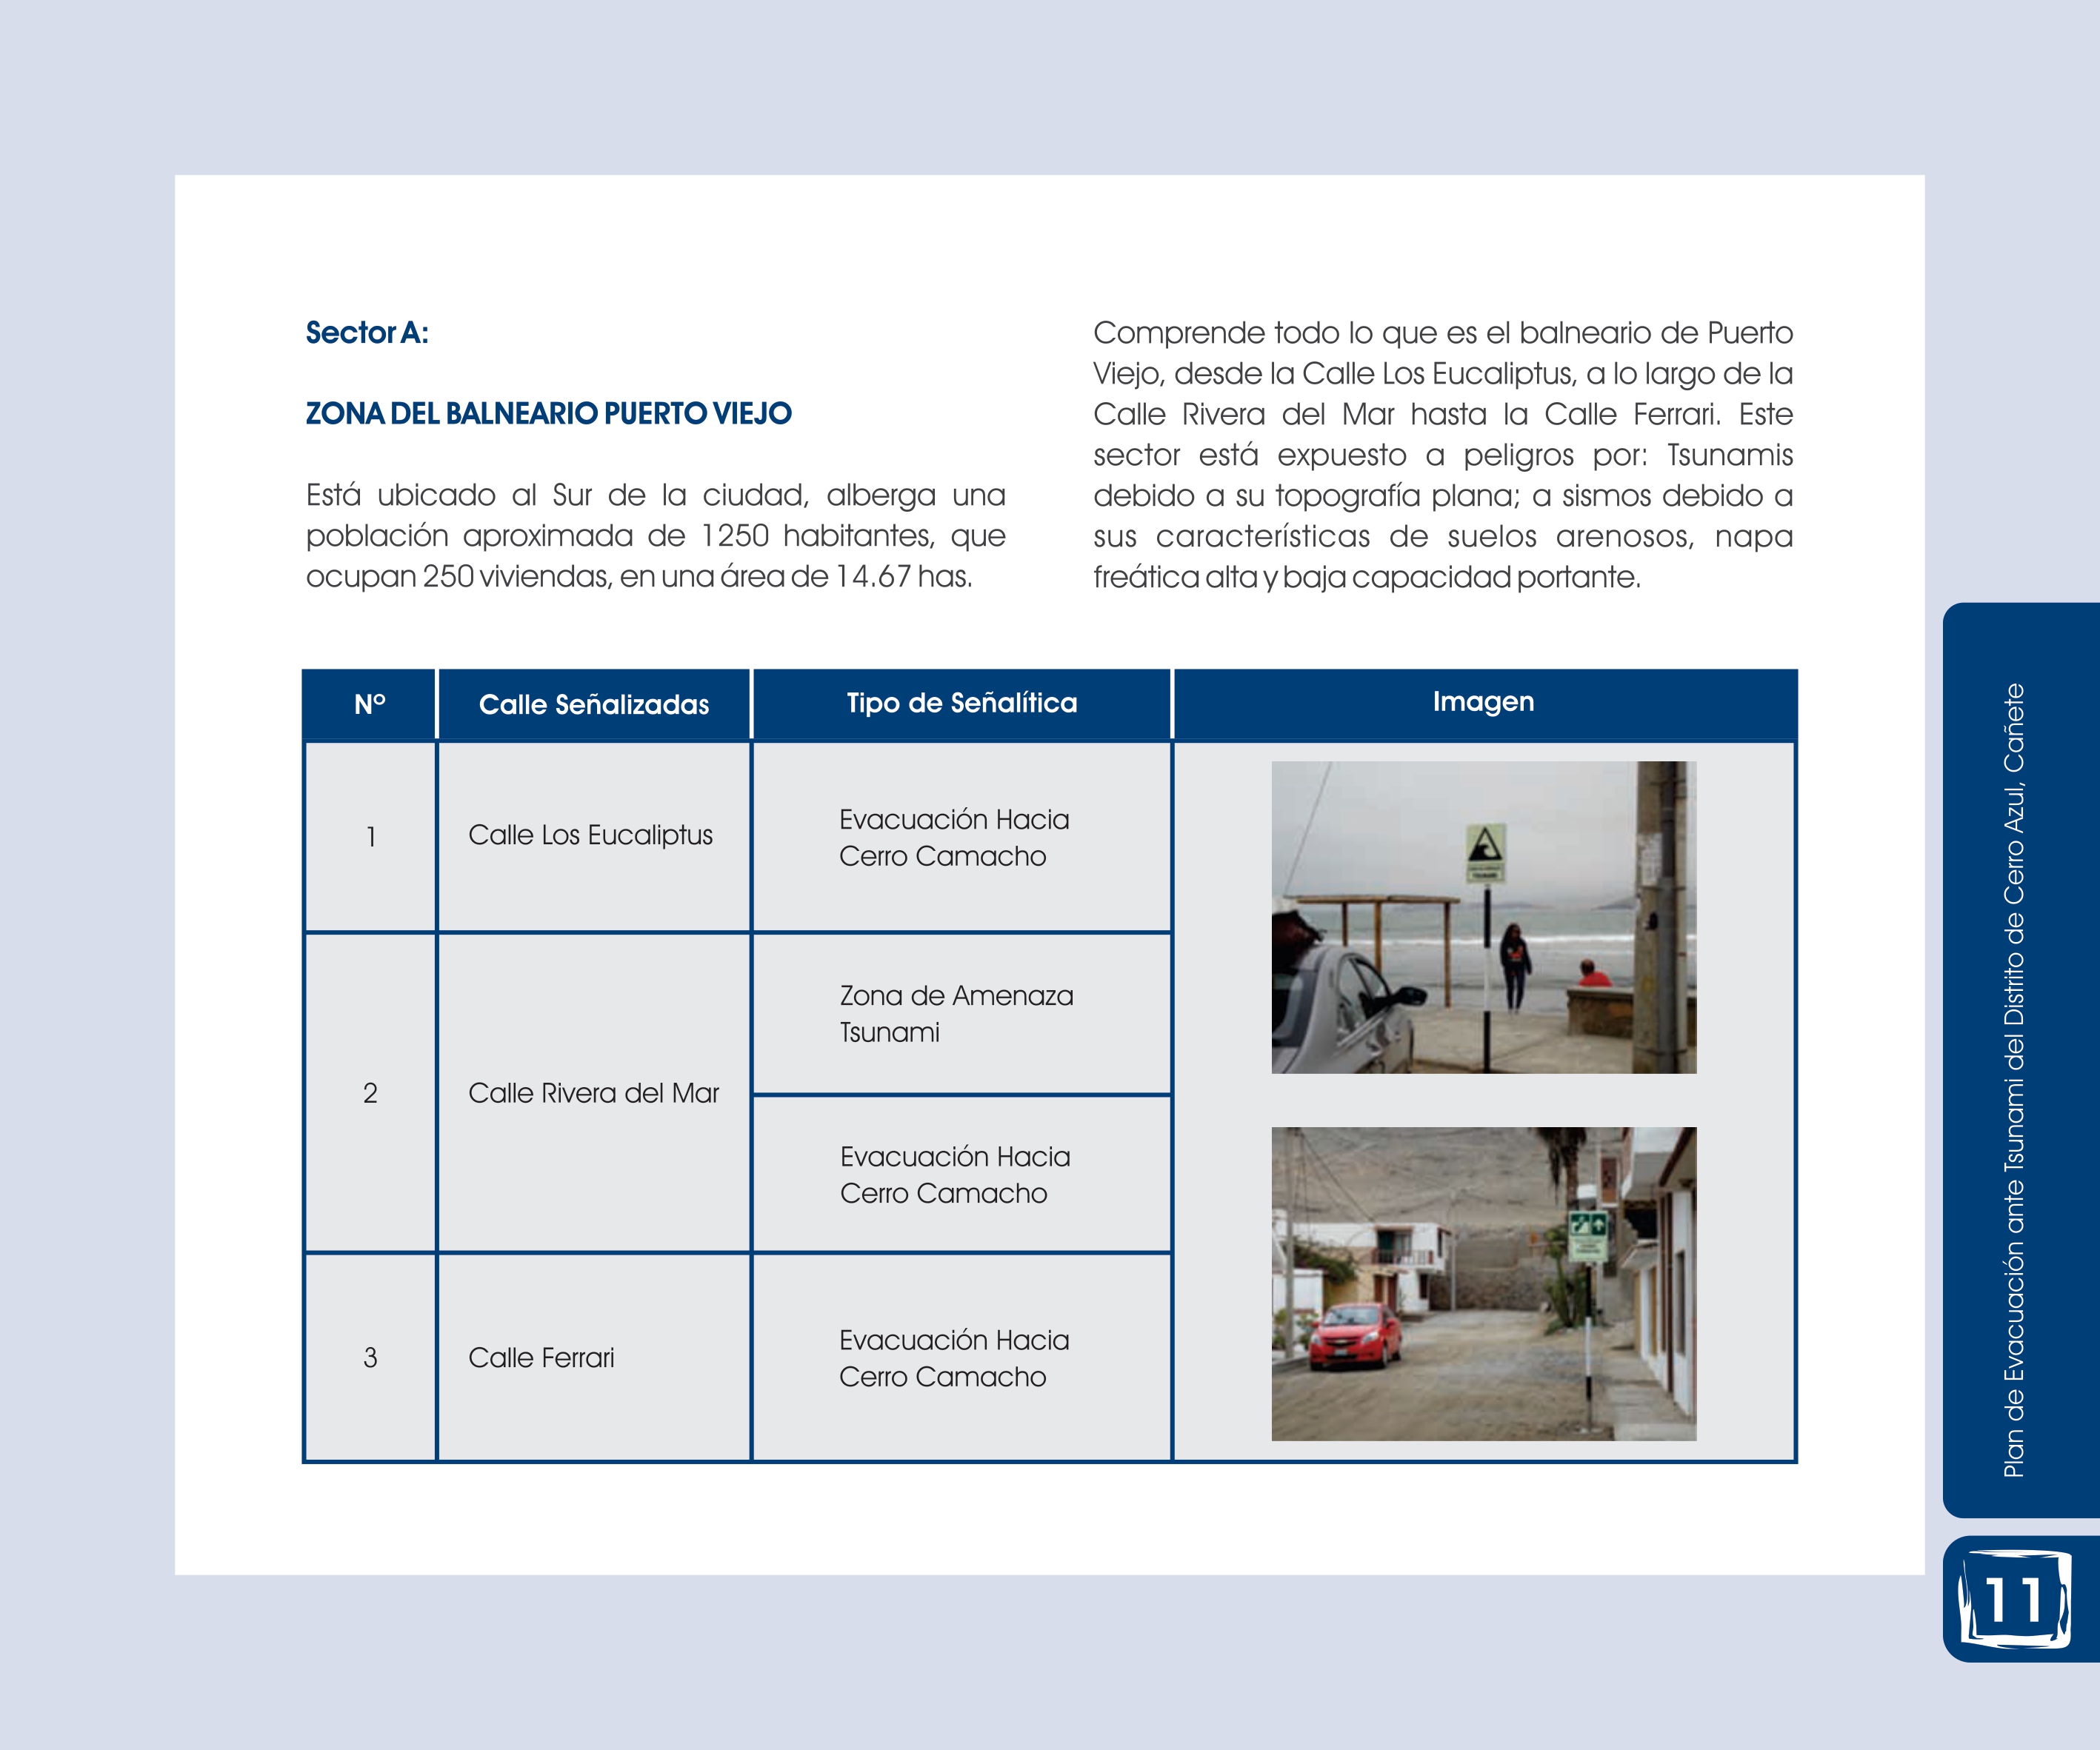 Sector A:
ZONA DEL BALNEARIO PUERTO VIEJO
Está ubicado al Sur de la ciudad, alberga una
población aproximada de 1250 habitantes, que
ocupan 250 viviendas, en una área de 14.67 has.
Comprende todo lo que es el balneario de Puerto
Viejo, desde la Calle Los Eucaliptus, a lo largo de la
Calle Rivera del Mar hasta la Calle Ferrari. Este
sector está expuesto a peligros por: Tsunamis
debido a su topografía plana; a sismos debido a
sus características de suelos arenosos, napa
freática alta y baja capacidad portante.
Nº
Calle Señalizadas
Tipo de Señalítica
Imagen
1
Calle Los Eucaliptus
Evacuación Hacia
Cerro Camacho
2
Calle Rivera del Mar
Zona de Amenaza
Tsunami
Evacuación Hacia
Cerro Camacho
3
Calle Ferrari
Evacuación Hacia
Cerro Camacho
TSUNAMI
Plan de Evacuación ante Tsunami del Distrito de Cerro Azul, Cañete
11